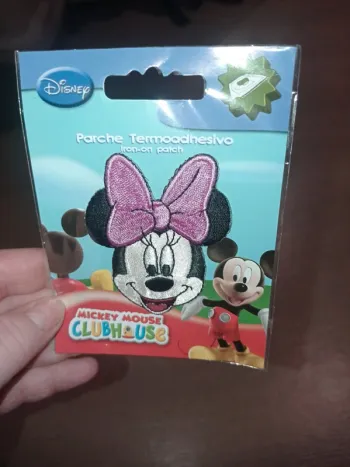 Disney
Parche Termoadhesivo
Iron-on patch
MICKEY MOUSE
CLUBHOUSE